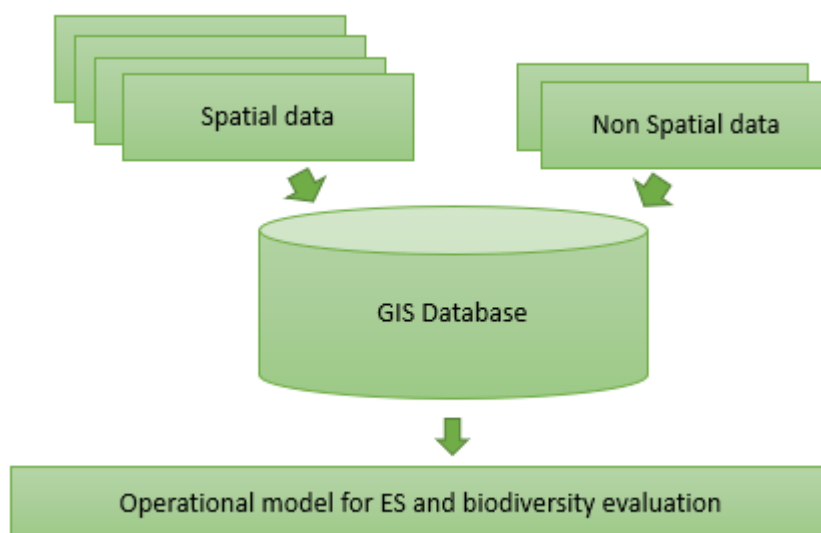 Spatial data
Non Spatial data
GIS Database
Operational model for ES and biodiversity evaluation